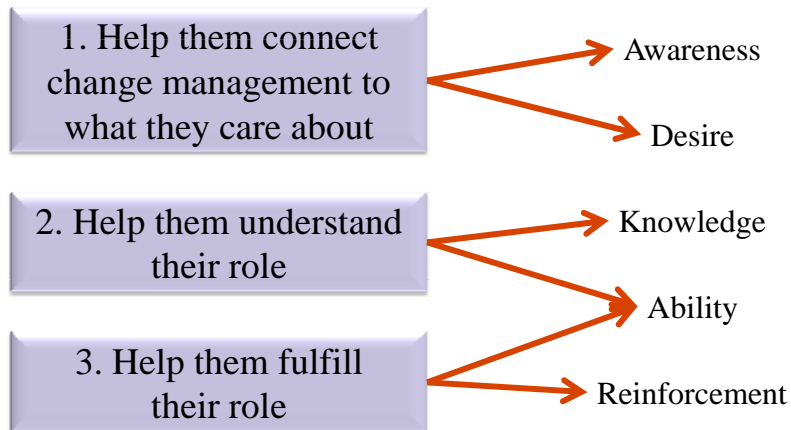 1. Help them connect
change management to
what they care about
Awareness
Desire
2. Help them understand
their role
Knowledge
Ability
3. Help them fulfill
their role
Reinforcement